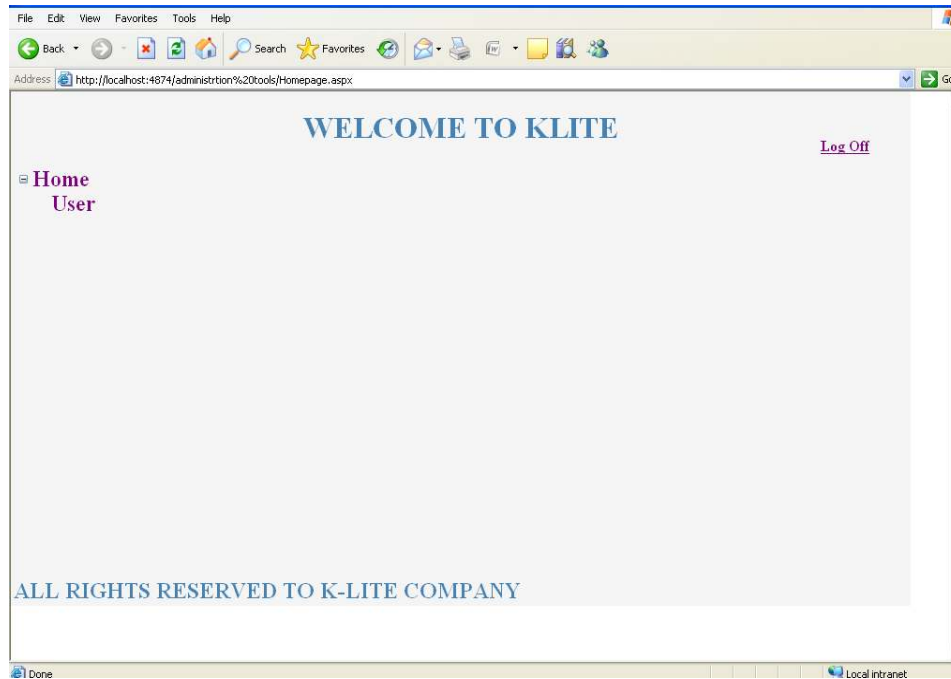 File Edit View Favorites Tools Help
Back Search Favorites
Address http://localhost:4874/administrtion%20tools/Homepage.aspx
WELCOME TO KLITE
Log Off
Home
User
ALL RIGHTS RESERVED TO K-LITE COMPANY
Done Local intranet